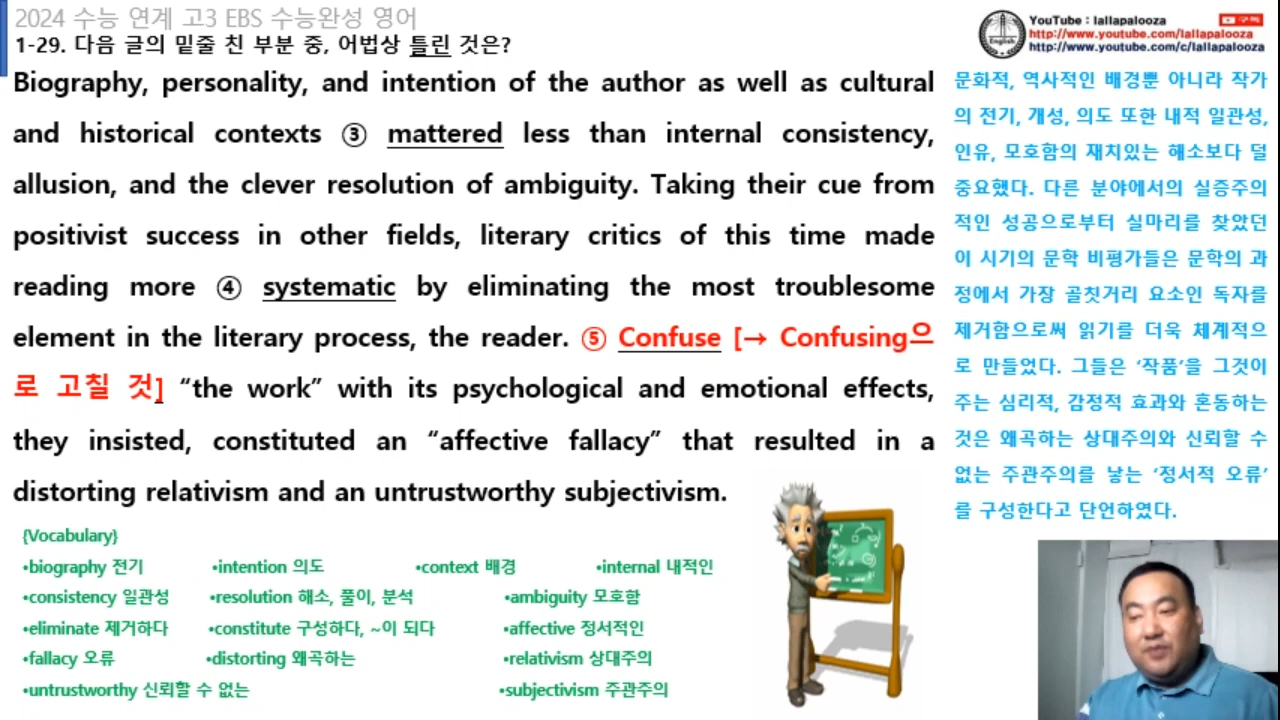 2024 수능 연계 고3 EBS 수능완성 영어
1-29. 다음 글의 밑줄 친 부분 중, 어법상 틀린 것은?
YouTube : lallapalooza
구독
http://www.youtube.com/lallapalooza
http://www.youtube.com/c/lallapalooza
English
Biography, personality, and intention of the author as well as cultural
and historical contexts ③ mattered less than internal consistency,
allusion, and the clever resolution of ambiguity. Taking their cue from
positivist success in other fields, literary critics of this time made
reading more ④ systematic by eliminating the most troublesome
element in the literary process, the reader. ⑤ Confuse [→ Confusing으
로 고칠 것] “the work” with its psychological and emotional effects,
they insisted, constituted an “affective fallacy” that resulted in a
distorting relativism and an untrustworthy subjectivism.
문화적, 역사적인 배경뿐 아니라 작가
의 전기, 개성, 의도 또한 내적 일관성,
인유, 모호함의 재치있는 해소보다 덜
중요했다. 다른 분야에서의 실증주의
적인 성공으로부터 실마리를 찾았던
이 시기의 문학 비평가들은 문학의 과
정에서 가장 골칫거리 요소인 독자를
제거함으로써 읽기를 더욱 체계적으
로 만들었다. 그들은 ‘작품’을 그것이
주는 심리적, 감정적 효과와 혼동하는
것은 왜곡하는 상대주의와 신뢰할 수
없는 주관주의를 낳는 ‘정서적 오류’
를 구성한다고 단언하였다.
{Vocabulary}
•biography 전기 •intention 의도 •context 배경 •internal 내적인
•consistency 일관성 •resolution 해소, 풀이, 분석 •ambiguity 모호함
•eliminate 제거하다 •constitute 구성하다, ~이 되다 •affective 정서적인
•fallacy 오류 •distorting 왜곡하는 •relativism 상대주의
•untrustworthy 신뢰할 수 없는 •subjectivism 주관주의